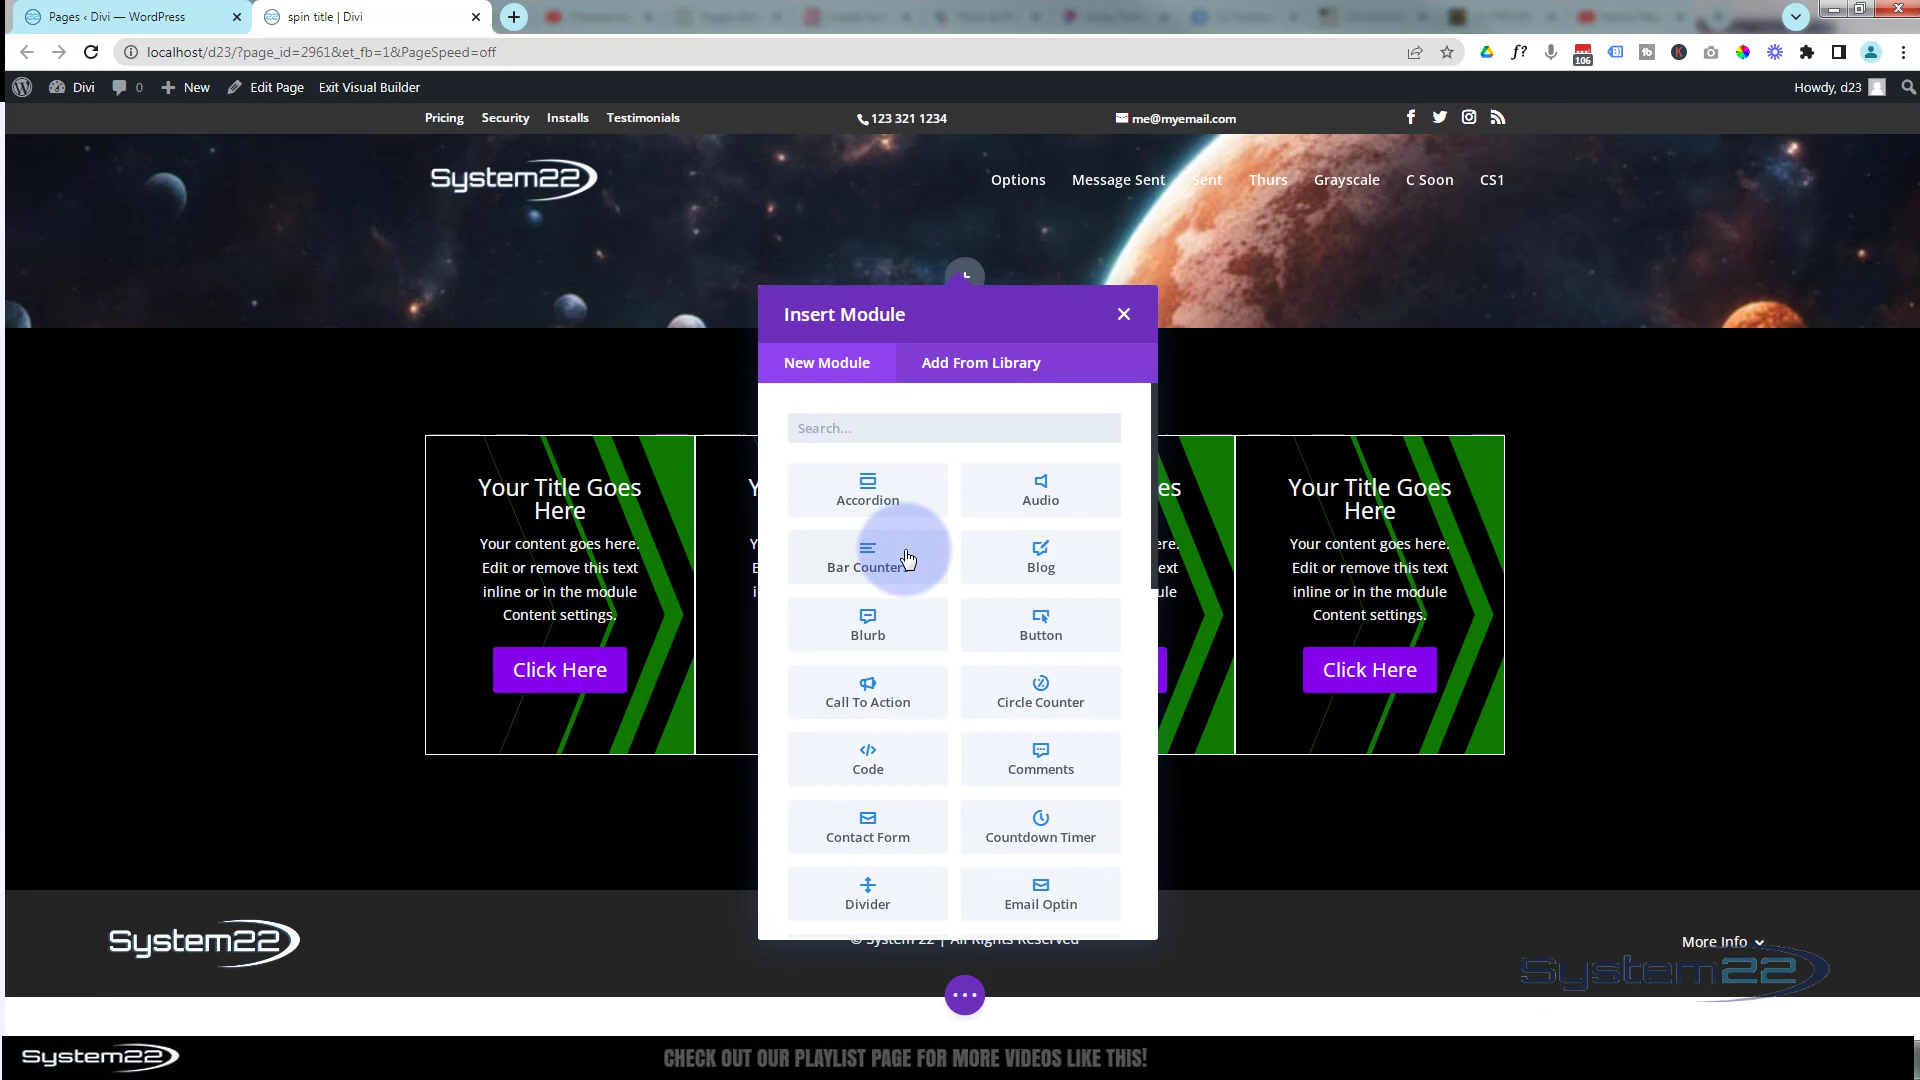 Pages ‹ Divi — WordPress
spin title | Divi
localhost/d23/?page_id=2961&et_fb=1&PageSpeed=off
f?
106
Divi
0
New
Edit Page
Exit Visual Builder
Howdy, d23
Pricing
Security
Installs
Testimonials
123 321 1234
me@myemail.com
System22
Options
Message Sent
Sent
Thurs
Grayscale
C Soon
CS1
Insert Module
New Module
Add From Library
Search...
Accordion
Audio
Bar Counter
Blog
Blurb
Button
Call To Action
Circle Counter
Code
Comments
Contact Form
Countdown Timer
Divider
Email Optin
Your Title Goes
Here
Your content goes here.
Edit or remove this text
inline or in the module
Content settings.
Click Here
Your Title Goes
Here
Your content goes here.
Edit or remove this text
inline or in the module
Content settings.
Click Here
System22
© System 22 | All Rights Reserved
More Info
System22
System22
CHECK OUT OUR PLAYLIST PAGE FOR MORE VIDEOS LIKE THIS!